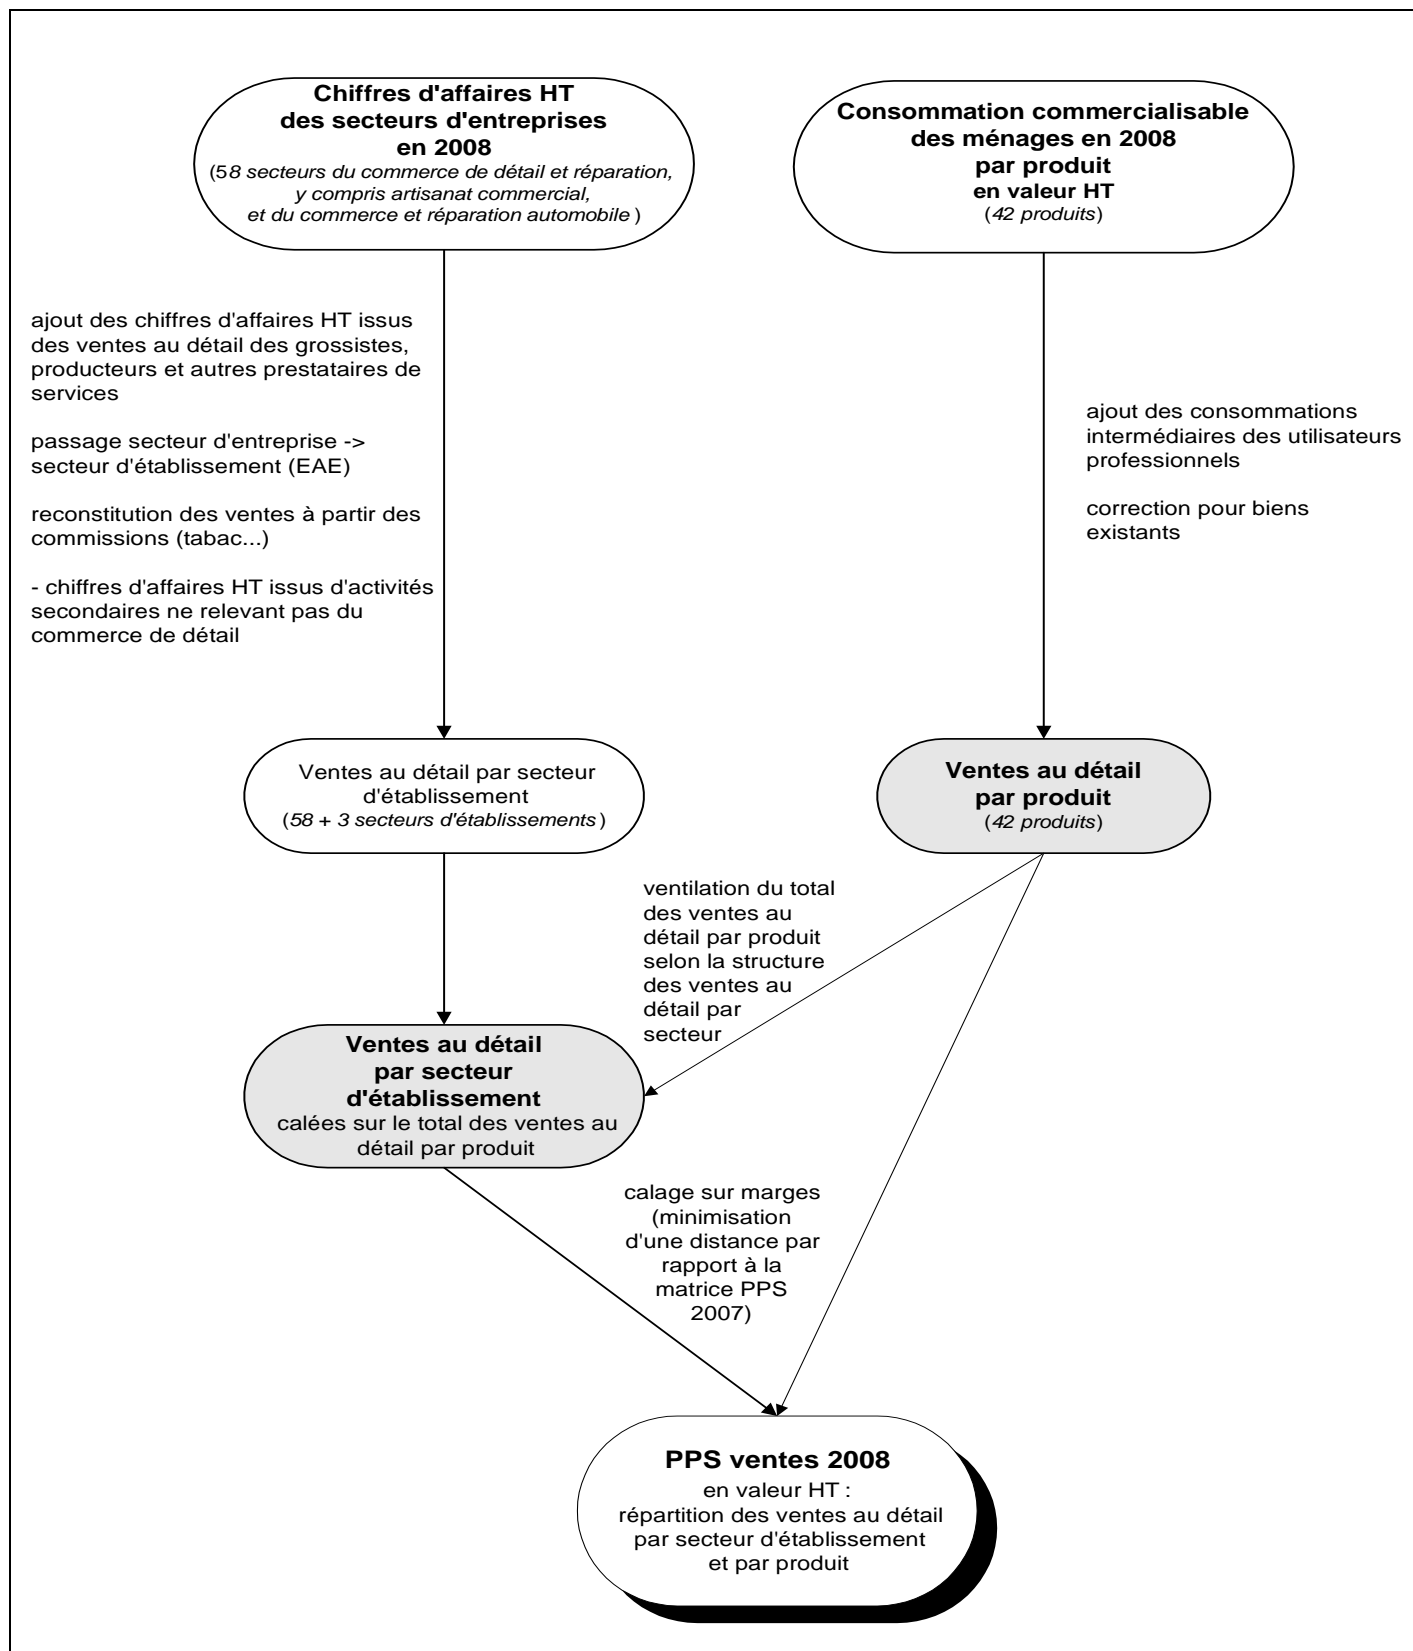 Chiffres d'affaires HT
des secteurs d'entreprises
en 2008
(58 secteurs du commerce de détail et réparation,
y compris artisanat commercial,
et du commerce et réparation automobile)
Consommation commercialisable
des ménages en 2008
par produit
en valeur HT
(42 produits)
ajout des chiffres d'affaires HT issus
des ventes au détail des grossistes,
producteurs et autres prestataires de
services
passage secteur d'entreprise ->
secteur d'établissement (EAE)
reconstitution des ventes à partir des
commissions (tabac...)
- chiffres d'affaires HT issus d'activités
secondaires ne relevant pas du
commerce de détail
ajout des consommations
intermédiaires des utilisateurs
professionnels
correction pour biens
existants
Ventes au détail par secteur
d'établissement
(58 + 3 secteurs d'établissements)
Ventes au détail
par produit
(42 produits)
ventilation du total
des ventes au
détail par produit
selon la structure
des ventes au
détail par
secteur
Ventes au détail
par secteur
d'établissement
calées sur le total des ventes au
détail par produit
calage sur marges
(minimisation
d'une distance par
rapport à la
matrice PPS
2007)
PPS ventes 2008
en valeur HT :
répartition des ventes au détail
par secteur d'établissement
et par produit